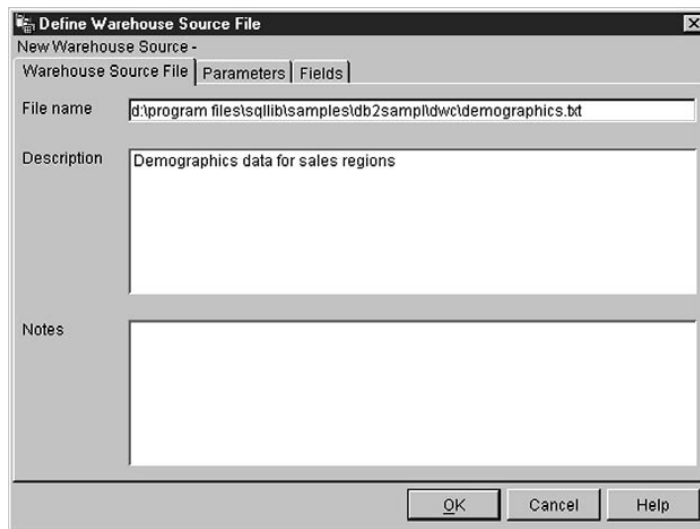 Define Warehouse Source File
New Warehouse Source -
Warehouse Source File Parameters Fields
File name d:\program files\sqllib\samples\db2sampl\dwc\demographics.txt
Description Demographics data for sales regions
Notes
OK Cancel Help